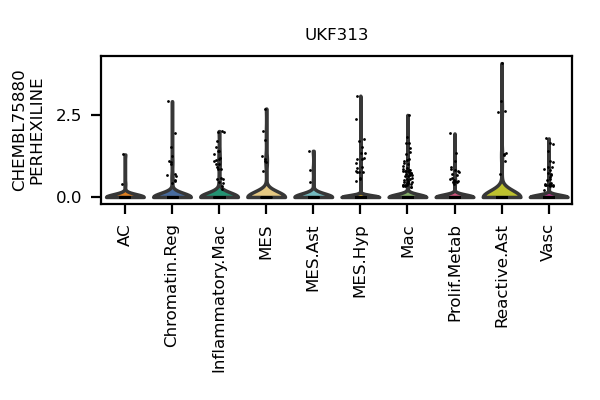 UKF313
CHEMBL75880
PERHEXILINE
2.5
0.0
AC
Chromatin.Reg
Inflammatory.Mac
MES
MES.Ast
MES.Hyp
Mac
Prolif.Metab
Reactive.Ast
Vasc